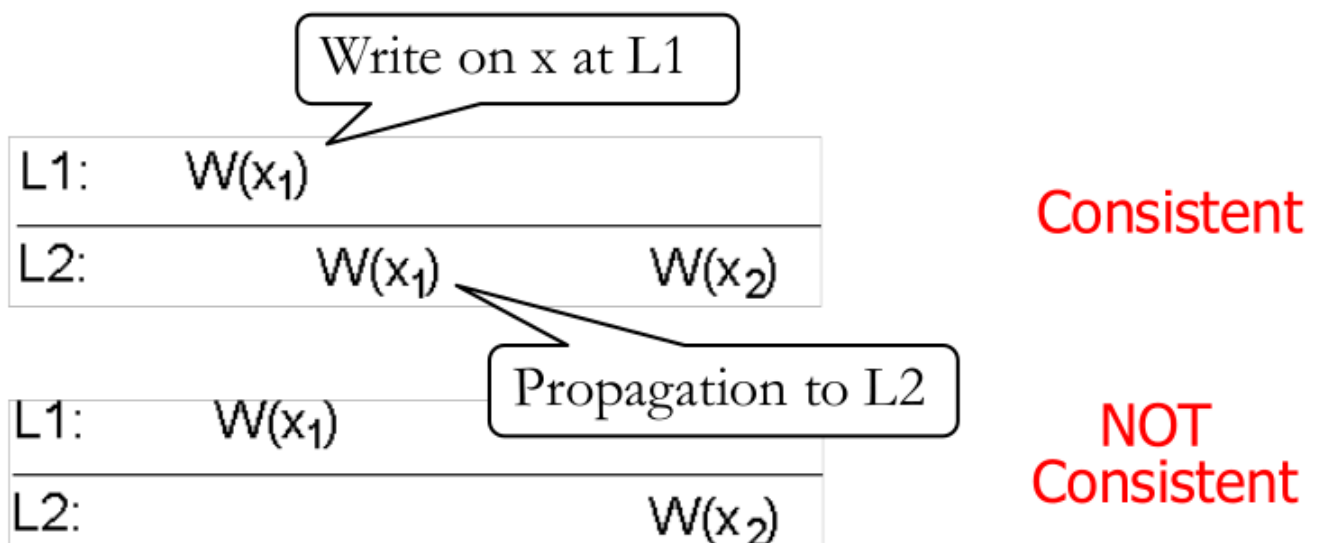 Write on x at L1
L1: W(x₁)
Consistent
L2: W(x₁) W(x₂)
Propagation to L2
L1: W(x₁)
NOT
Consistent
L2: W(x₂)